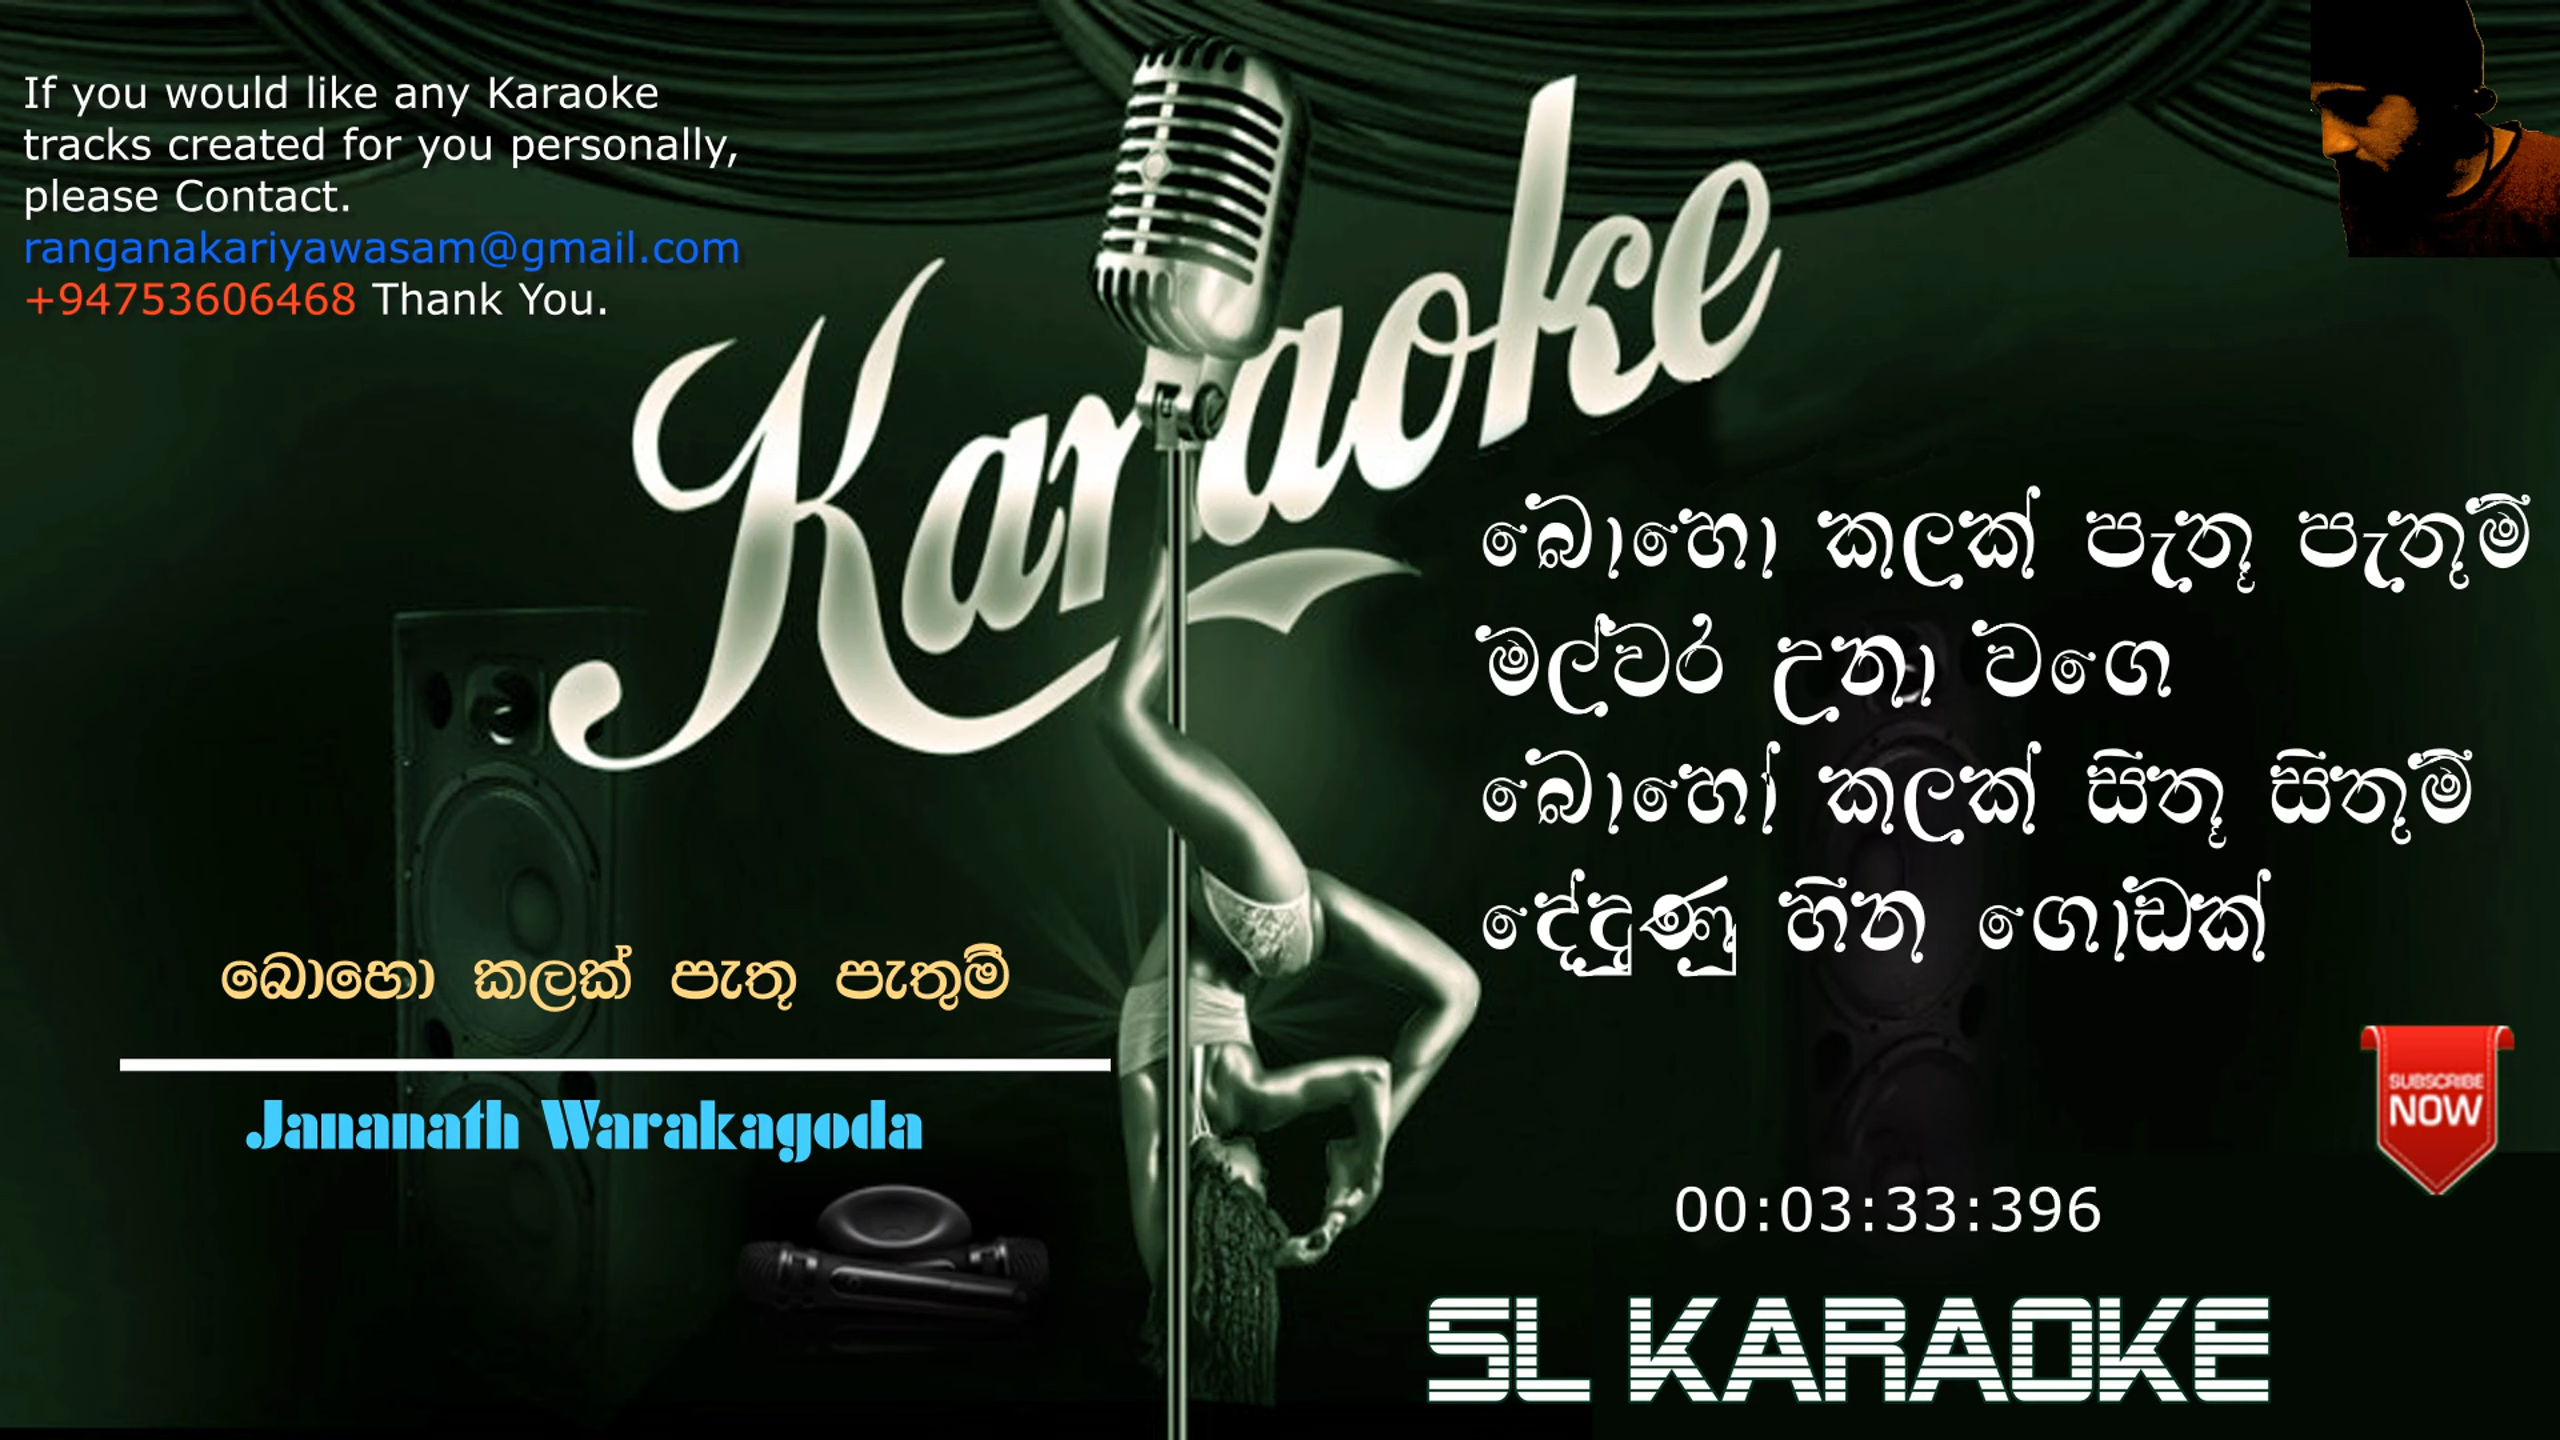 If you would like any Karaoke
tracks created for you personally,
please Contact.
ranganakariyawasam@gmail.com
+94753606468 Thank You.
Karaoke
බොහො කලක් පැතූ පැතූම්
මල්වර උනා වගෙ
බොහෝ කලක් සිතූ සිතූම්
දේදුණු හින ගොඩක්
බොහො කලක් පැතූ පැතුම්
Jananath Warakagoda
SUBSCRIBE
NOW
00:03:33:396
SL KARAOKE